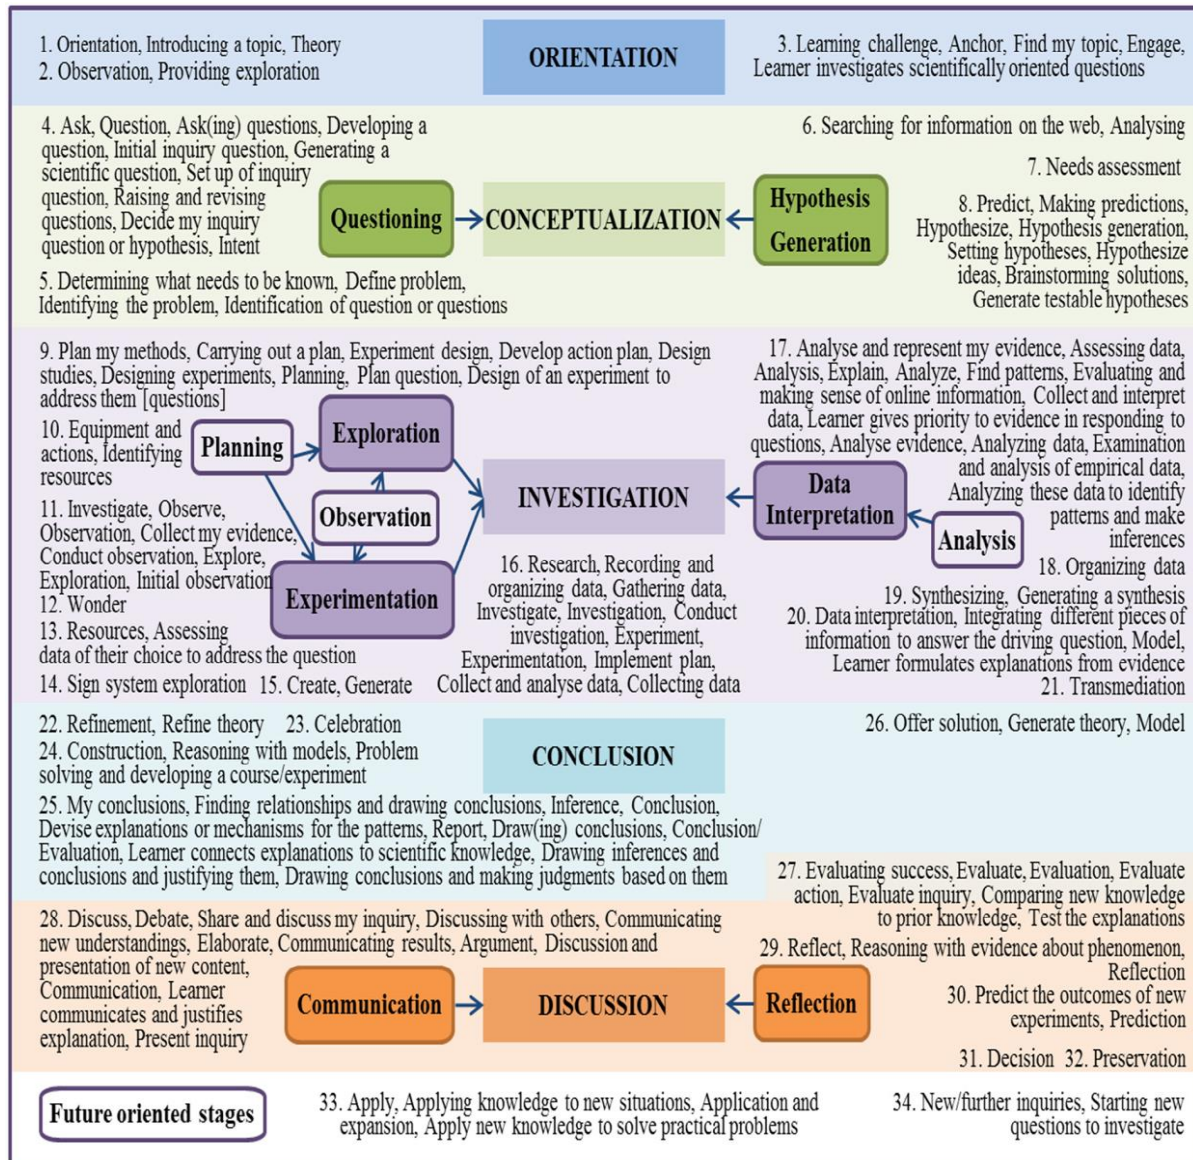 1. Orientation, Introducing a topic, Theory
2. Observation, Providing exploration
ORIENTATION
3. Learning challenge, Anchor, Find my topic, Engage,
Learner investigates scientifically oriented questions
4. Ask, Question, Ask(ing) questions, Developing a
question, Initial inquiry question, Generating a
scientific question, Set up of inquiry
question, Raising and revising
questions, Decide my inquiry
question or hypothesis, Intent
5. Determining what needs to be known, Define problem,
Identifying the problem, Identification of question or questions
Questioning
CONCEPTUALIZATION
Hypothesis
Generation
6. Searching for information on the web, Analysing
7. Needs assessment
8. Predict, Making predictions,
Hypothesize, Hypothesis generation,
Setting hypotheses, Hypothesize
ideas, Brainstorming solutions,
Generate testable hypotheses
9. Plan my methods, Carrying out a plan, Experiment design, Develop action plan, Design
studies, Designing experiments, Planning, Plan question, Design of an experiment to
address them [questions]
10. Equipment and
actions, Identifying
resources
Planning
Exploration
Observation
Experimentation
INVESTIGATION
Data
Interpretation
Analysis
11. Investigate, Observe,
Observation, Collect my evidence,
Conduct observation, Explore,
Exploration, Initial observation
12. Wonder
13. Resources, Assessing
data of their choice to address the question
14. Sign system exploration
15. Create, Generate
16. Research, Recording and
organizing data, Gathering data,
Investigate, Investigation, Conduct
investigation, Experiment,
Experimentation, Implement plan,
Collect and analyse data, Collecting data
17. Analyse and represent my evidence, Assessing data,
Analysis, Explain, Analyze, Find patterns, Evaluating and
making sense of online information, Collect and interpret
data, Learner gives priority to evidence in responding to
questions, Analyse evidence, Analyzing data, Examination
and analysis of empirical data,
Analyzing these data to identify
patterns and make
inferences
18. Organizing data
19. Synthesizing, Generating a synthesis
20. Data interpretation, Integrating different pieces of
information to answer the driving question, Model,
Learner formulates explanations from evidence
21. Transmediation
22. Refinement, Refine theory
23. Celebration
24. Construction, Reasoning with models, Problem
solving and developing a course/experiment
CONCLUSION
25. My conclusions, Finding relationships and drawing conclusions, Inference, Conclusion,
Devise explanations or mechanisms for the patterns, Report, Draw(ing) conclusions, Conclusion/
Evaluation, Learner connects explanations to scientific knowledge, Drawing inferences and
conclusions and justifying them, Drawing conclusions and making judgments based on them
26. Offer solution, Generate theory, Model
27. Evaluating success, Evaluate, Evaluation, Evaluate
action, Evaluate inquiry, Comparing new knowledge
to prior knowledge, Test the explanations
28. Discuss, Debate, Share and discuss my inquiry, Discussing with others, Communicating
new understandings, Elaborate, Communicating results, Argument, Discussion and
presentation of new content,
Communication, Learner
communicates and justifies
explanation, Present inquiry
Communication
DISCUSSION
Reflection
29. Reflect, Reasoning with evidence about phenomenon,
Reflection
30. Predict the outcomes of new
experiments, Prediction
31. Decision
32. Preservation
Future oriented stages
33. Apply, Applying knowledge to new situations, Application and
expansion, Apply new knowledge to solve practical problems
34. New/further inquiries, Starting new
questions to investigate